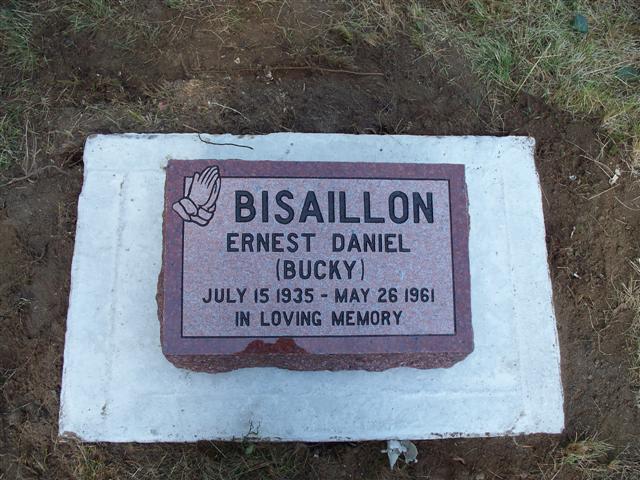 BISAILLON
ERNEST DANIEL
(BUCKY)
JULY 15 1935 - MAY 26 1961
IN LOVING MEMORY